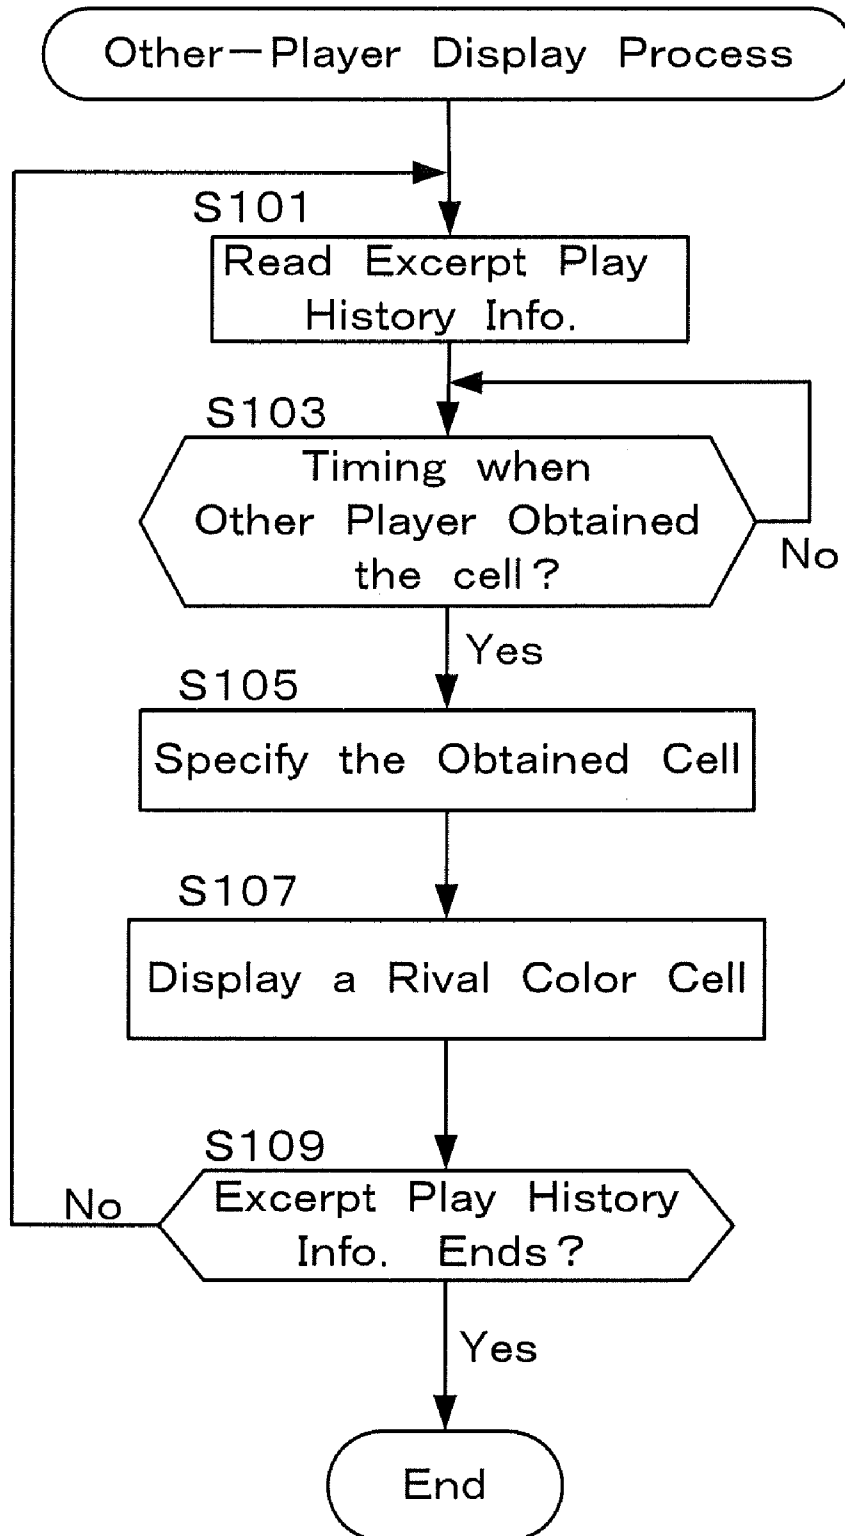 Other-Player Display Process
S101
Read Excerpt Play
History Info.
S103
Timing when
Other Player Obtained
the cell?
No
Yes
S105
Specify the Obtained Cell
S107
Display a Rival Color Cell
S109
No
Excerpt Play History
Info. Ends?
Yes
End